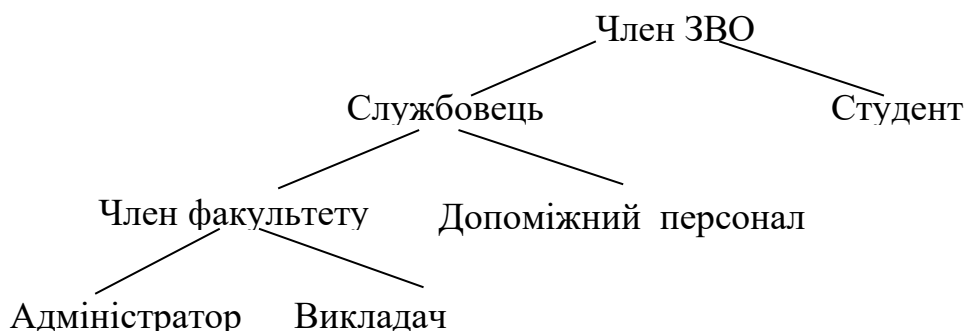 Член ЗВО
Службовець Студент
Член факультету Допоміжний персонал
Адміністратор Викладач